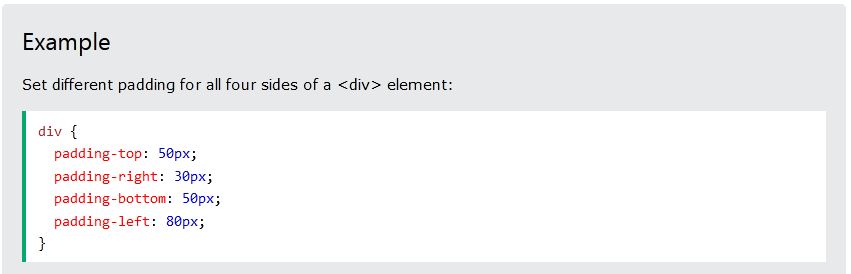 Example
Set different padding for all four sides of a <div> element:
div {
  padding-top: 50px;
  padding-right: 30px;
  padding-bottom: 50px;
  padding-left: 80px;
}